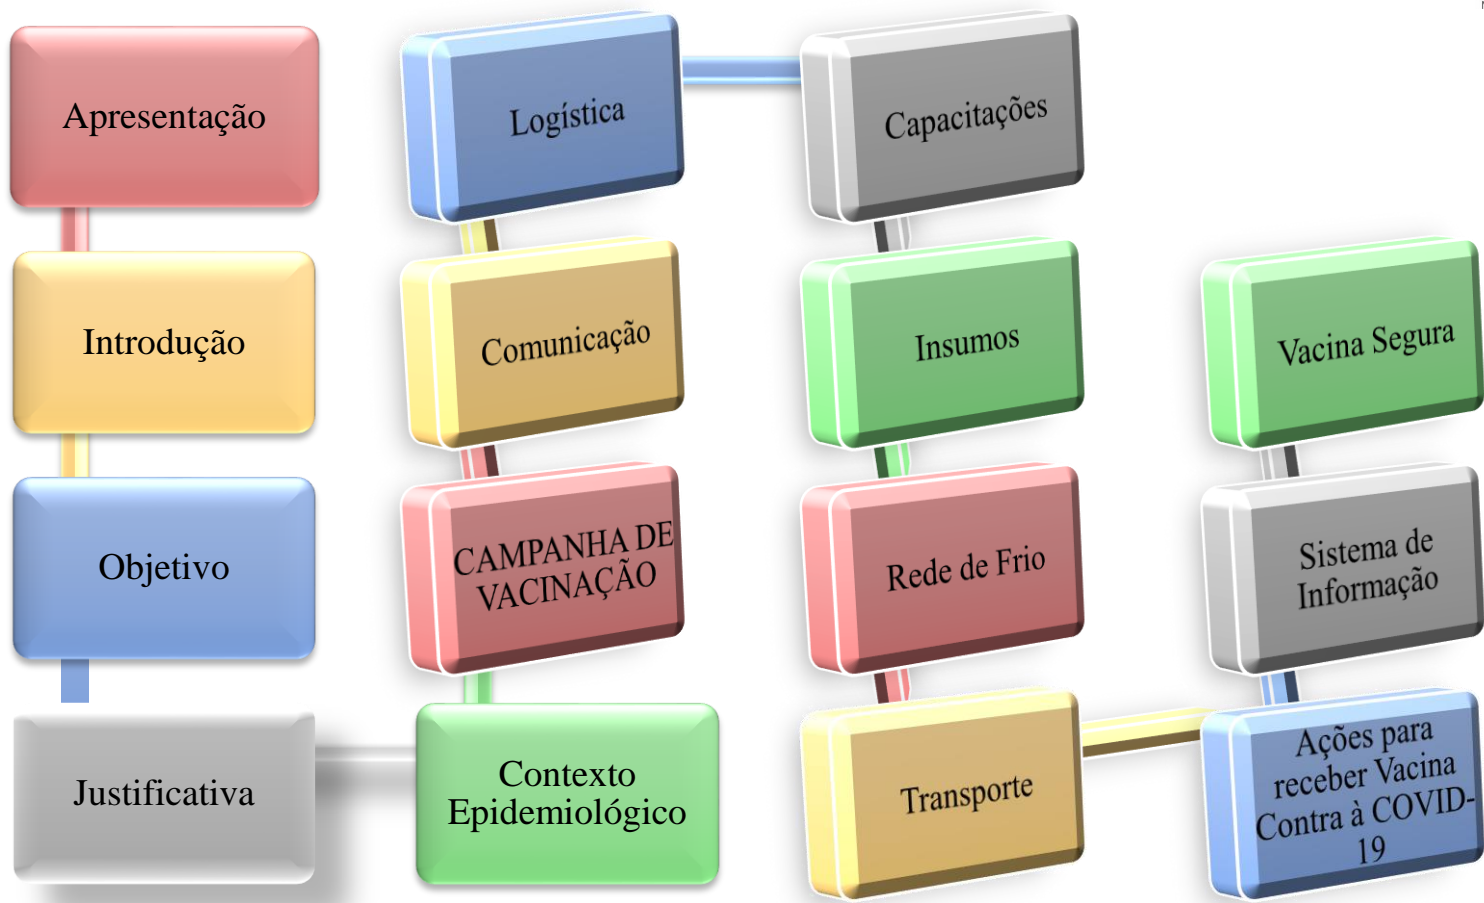 Apresentação
Introdução
Objetivo
Justificativa
Contexto
Epidemiológico
CAMPANHA DE
VACINAÇÃO
Comunicação
Logística
Capacitações
Insumos
Rede de Frio
Transporte
Ações para
receber Vacina
Contra à COVID-
19
Sistema de
Informação
Vacina Segura